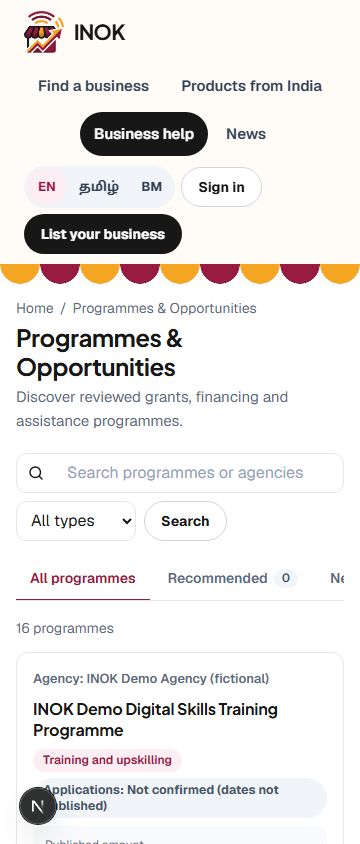 INOK
Find a business
Products from India
Business help
News
EN
தமிழ்
BM
Sign in
List your business
Home / Programmes & Opportunities
Programmes &
Opportunities
Discover reviewed grants, financing and
assistance programmes.
Search programmes or agencies
All types
Search
All programmes
Recommended 0
16 programmes
Agency: INOK Demo Agency (fictional)
INOK Demo Digital Skills Training
Programme
Training and upskilling
Applications: Not confirmed (dates not
N
Published amount